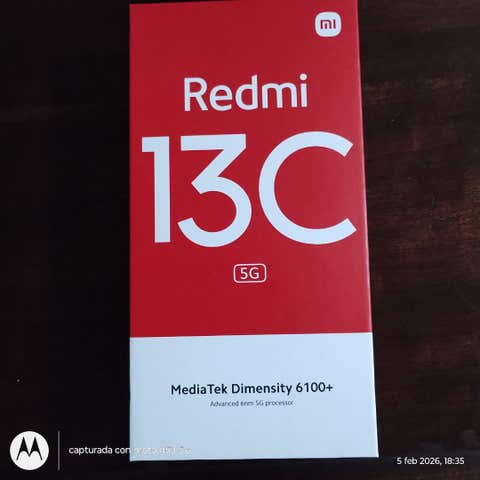 mi
Redmi
13C
5G
MediaTek Dimensity 6100+
Advanced 6nm 5G processor
capturada con
5 feb 2026, 18:35